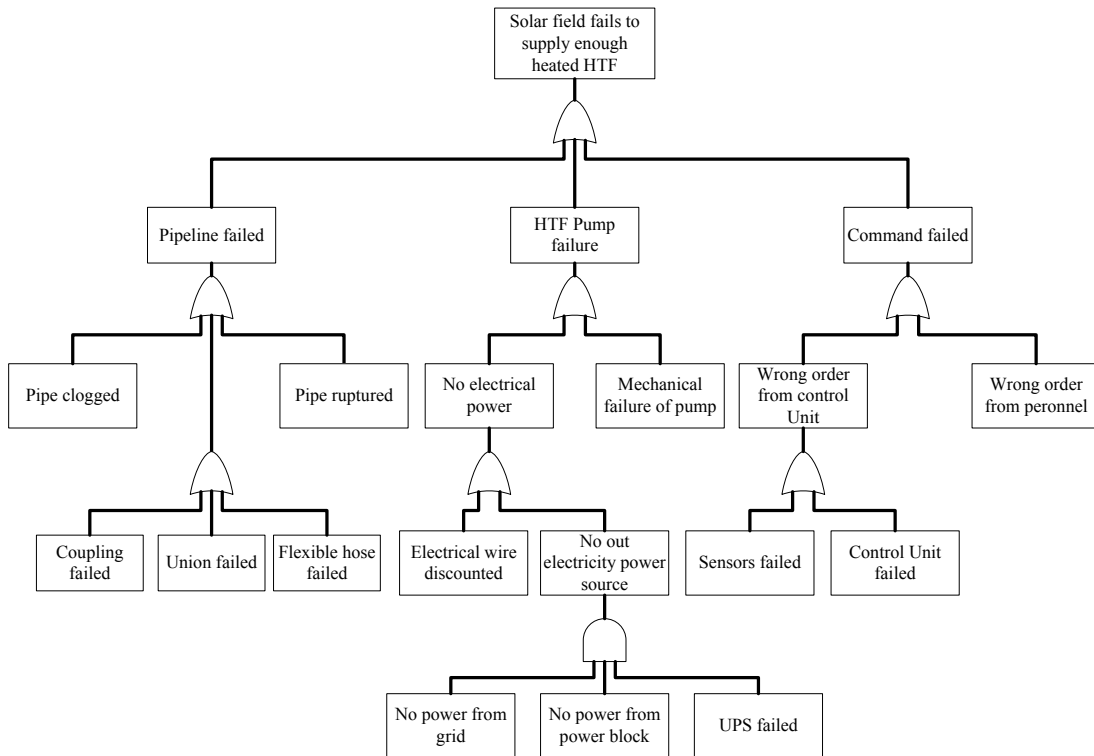 Solar field fails to
supply enough
heated HTF
Pipeline failed
HTF Pump
failure
Command failed
Pipe clogged
Pipe ruptured
No electrical
power
Mechanical
failure of pump
Wrong order
from control
Unit
Wrong order
from peronnel
Coupling
failed
Union failed
Flexible hose
failed
Electrical wire
discounted
No out
electricity power
source
Sensors failed
Control Unit
failed
No power from
grid
No power from
power block
UPS failed